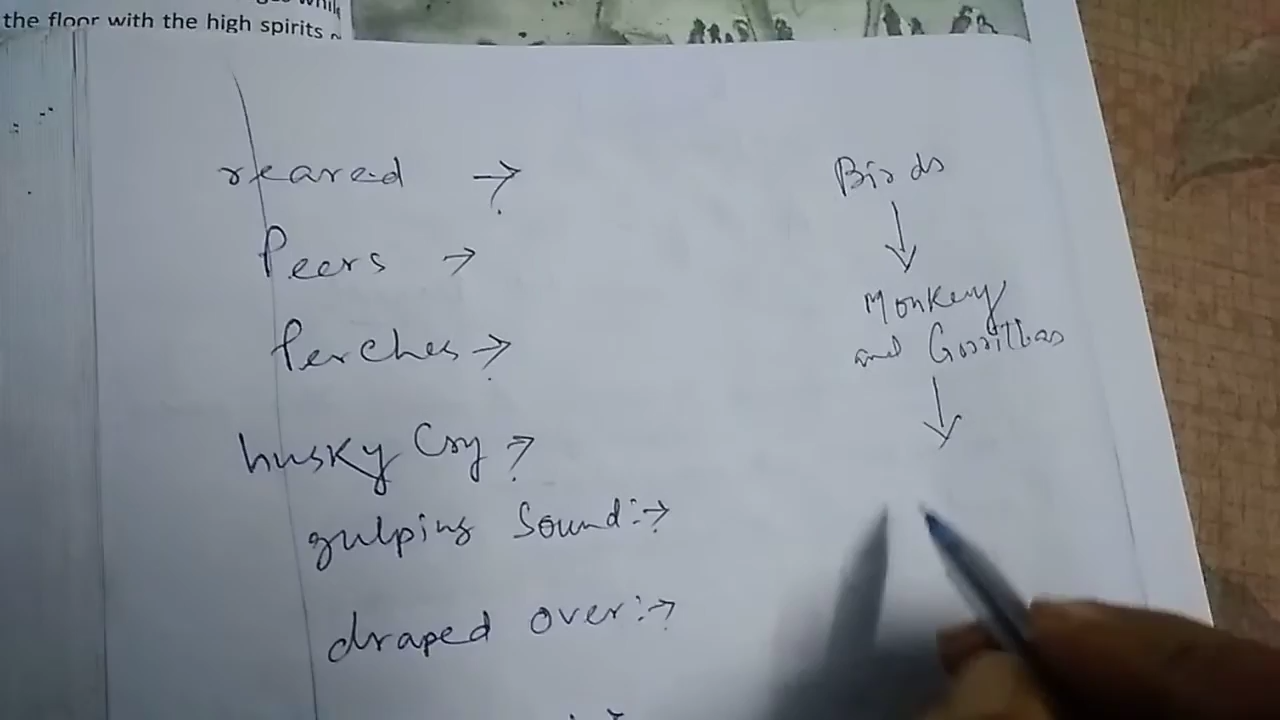 the floor with the high spirits
reared →
Peers →
Perches →
husky Cry →
gulping Sound:→
draped over:→
Birds
↓
Monkey
and Gorillas
↓